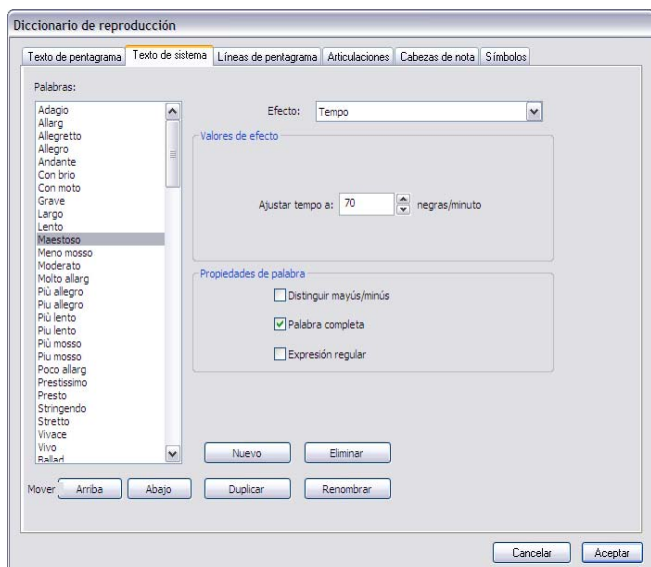 Diccionario de reproducción
Texto de pentagrama Texto de sistema Líneas de pentagrama Articulaciones Cabezas de nota Símbolos
Palabras:
Adagio
Allarg
Allegretto
Allegro
Andante
Con brio
Con moto
Grave
Largo
Lento
Maestoso
Meno mosso
Moderato
Molto allarg
Più allegro
Piu allegro
Più lento
Piu lento
Più mosso
Piu mosso
Poco allarg
Prestissimo
Presto
Stringendo
Stretto
Vivace
Vivo
Ballad
Efecto: Tempo
Valores de efecto
Ajustar tempo a: 70 negras/minuto
Propiedades de palabra
Distinguir mayús/minús
Palabra completa
Expresión regular
Nuevo Eliminar
Mover Arriba Abajo Duplicar Renombrar
Cancelar Aceptar